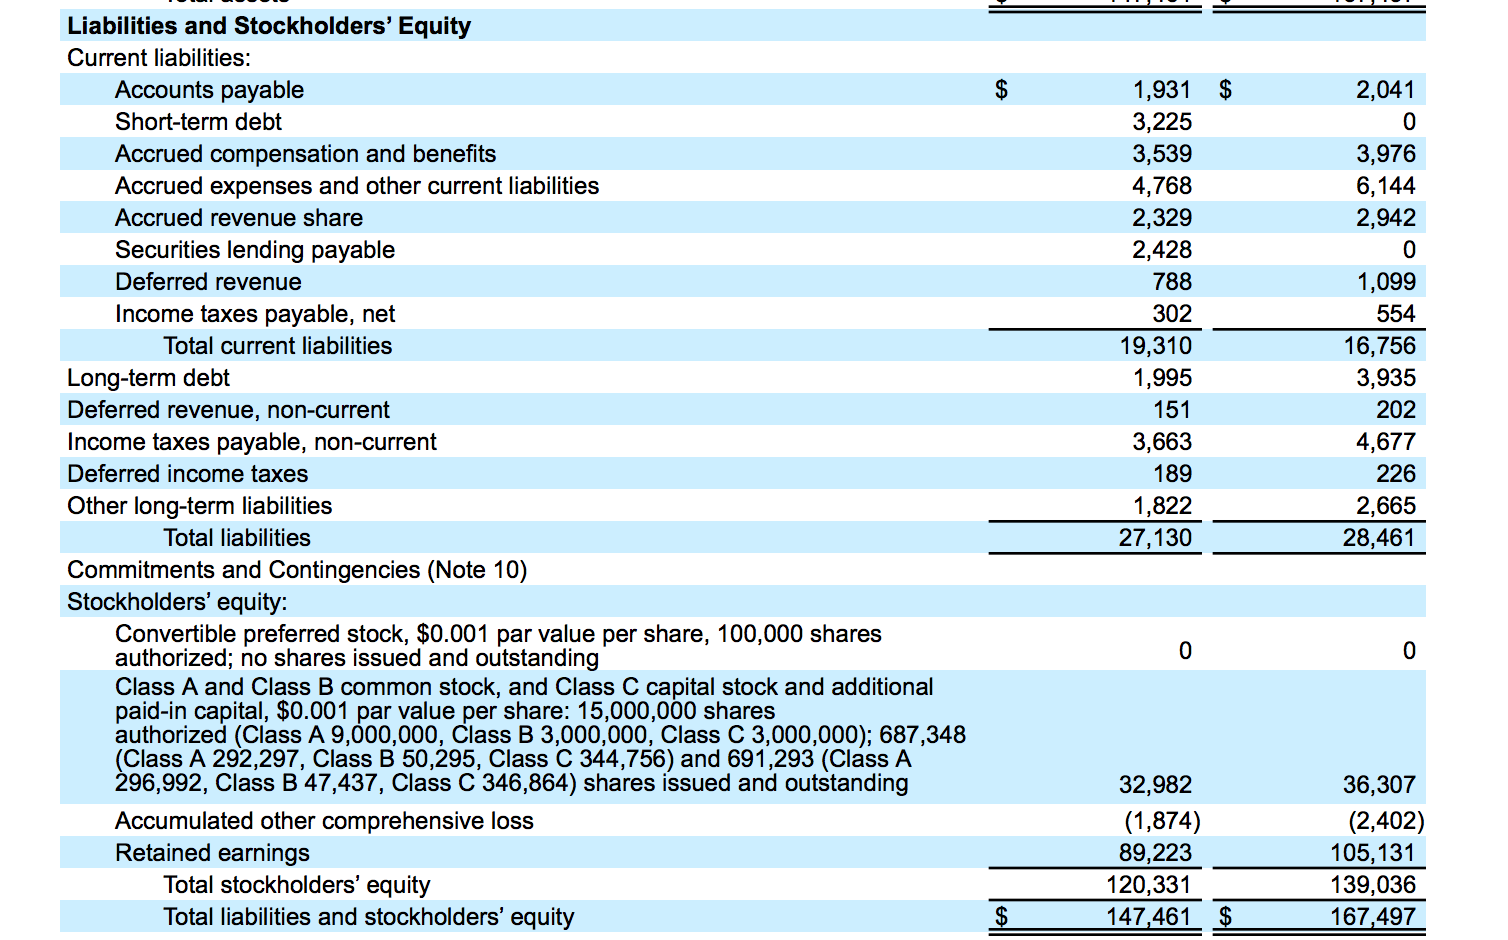 Liabilities and Stockholders’ Equity
Current liabilities:
Accounts payable $ 1,931 $ 2,041
Short-term debt 3,225 0
Accrued compensation and benefits 3,539 3,976
Accrued expenses and other current liabilities 4,768 6,144
Accrued revenue share 2,329 2,942
Securities lending payable 2,428 0
Deferred revenue 788 1,099
Income taxes payable, net 302 554
Total current liabilities 19,310 16,756
Long-term debt 1,995 3,935
Deferred revenue, non-current 151 202
Income taxes payable, non-current 3,663 4,677
Deferred income taxes 189 226
Other long-term liabilities 1,822 2,665
Total liabilities 27,130 28,461
Commitments and Contingencies (Note 10)
Stockholders’ equity:
Convertible preferred stock, $0.001 par value per share, 100,000 shares
authorized; no shares issued and outstanding 0 0
Class A and Class B common stock, and Class C capital stock and additional
paid-in capital, $0.001 par value per share: 15,000,000 shares
authorized (Class A 9,000,000, Class B 3,000,000, Class C 3,000,000); 687,348
(Class A 292,297, Class B 50,295, Class C 344,756) and 691,293 (Class A
296,992, Class B 47,437, Class C 346,864) shares issued and outstanding 32,982 36,307
Accumulated other comprehensive loss (1,874) (2,402)
Retained earnings 89,223 105,131
Total stockholders’ equity 120,331 139,036
Total liabilities and stockholders’ equity $ 147,461 $ 167,497